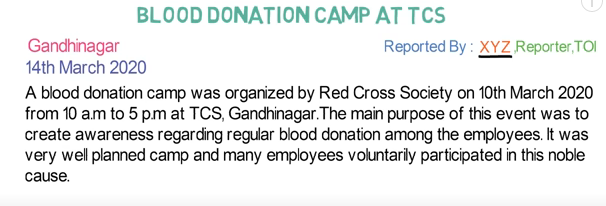 BLOOD DONATION CAMP AT TCS
Gandhinagar Reported By : XYZ ,Reporter,TOI
14th March 2020
A blood donation camp was organized by Red Cross Society on 10th March 2020
from 10 a.m to 5 p.m at TCS, Gandhinagar.The main purpose of this event was to
create awareness regarding regular blood donation among the employees. It was
very well planned camp and many employees voluntarily participated in this noble
cause.